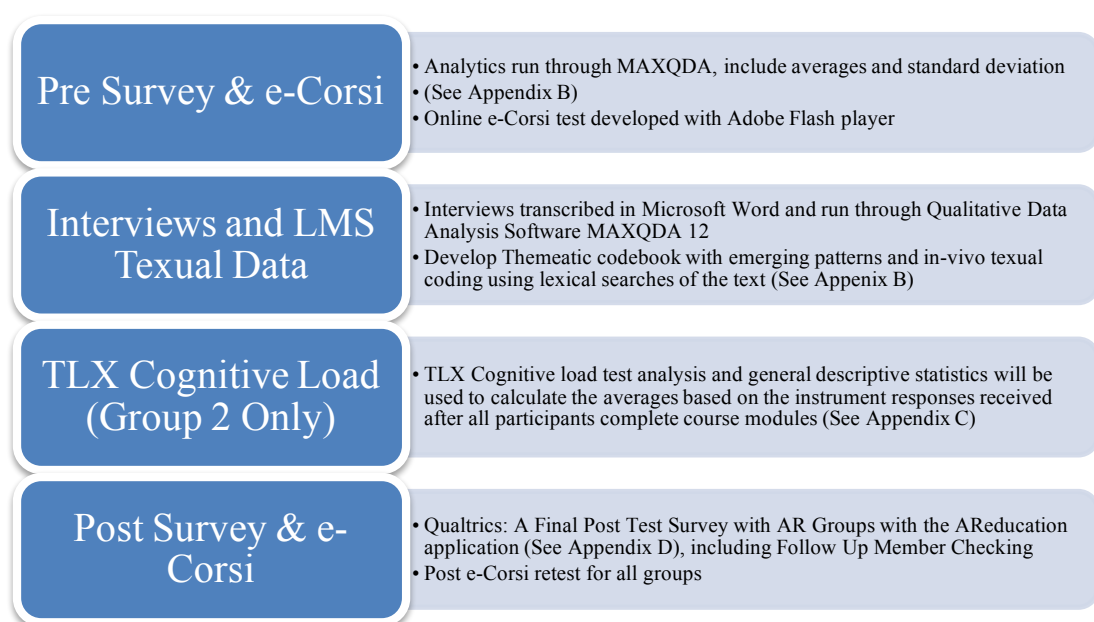 Pre Survey & e-Corsi
• Analytics run through MAXQDA, include averages and standard deviation
• (See Appendix B)
• Online e-Corsi test developed with Adobe Flash player
Interviews and LMS
Texual Data
• Interviews transcribed in Microsoft Word and run through Qualitative Data
Analysis Software MAXQDA 12
• Develop Themeatic codebook with emerging patterns and in-vivo texual
coding using lexical searches of the text (See Appenix B)
TLX Cognitive Load
(Group 2 Only)
• TLX Cognitive load test analysis and general descriptive statistics will be
used to calculate the averages based on the instrument responses received
after all participants complete course modules (See Appendix C)
Post Survey & e-
Corsi
• Qualtrics: A Final Post Test Survey with AR Groups with the AReducation
application (See Appendix D), including Follow Up Member Checking
• Post e-Corsi retest for all groups